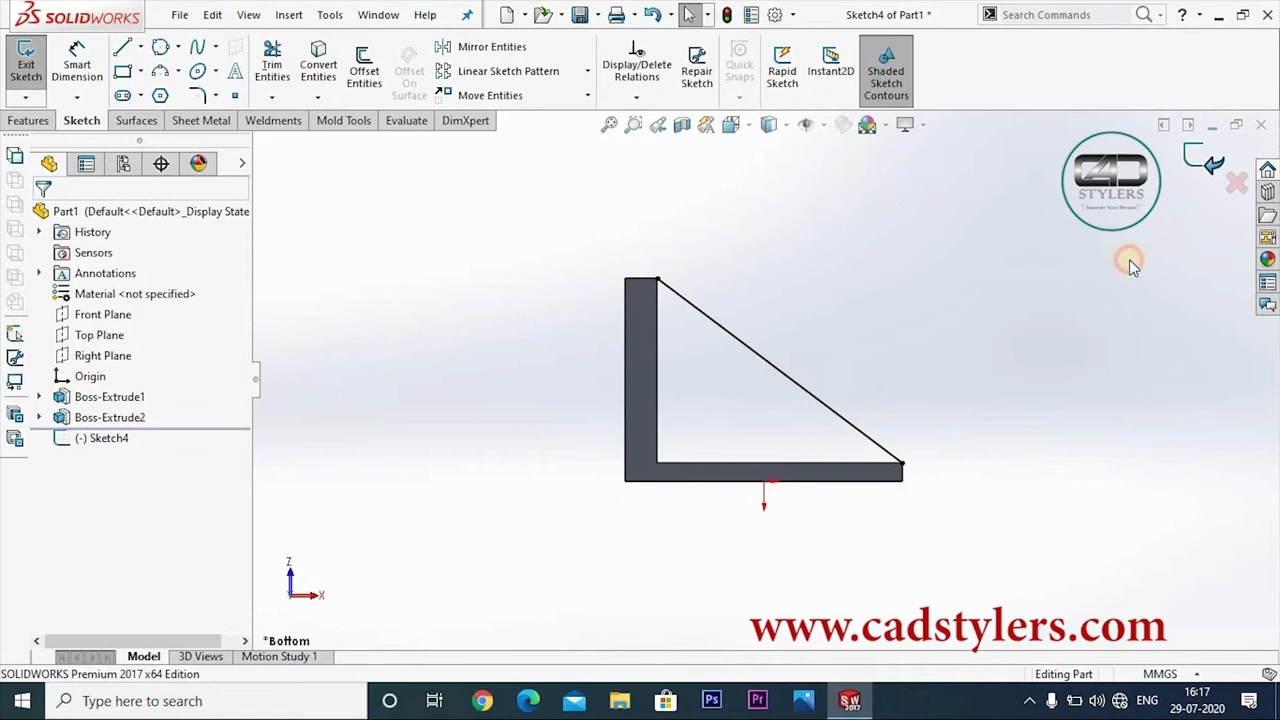 SOLIDWORKS File Edit View Insert Tools Window Help Sketch4 of Part1 * Search Commands
Exit Sketch
Smart Dimension
Trim Entities
Convert Entities
Offset Entities
Offset On Surface
Mirror Entities
Linear Sketch Pattern
Move Entities
Display/Delete Relations
Repair Sketch
Quick Snaps
Rapid Sketch
Instant2D
Shaded Sketch Contours
Features Sketch Surfaces Sheet Metal Weldments Mold Tools Evaluate DimXpert
STYLERS
Part1 (Default<<Default>_Display State
History
Sensors
Annotations
Material <not specified>
Front Plane
Top Plane
Right Plane
Origin
Boss-Extrude1
Boss-Extrude2
(-) Sketch4
Z
X
*Bottom
www.cadstylers.com
Model 3D Views Motion Study 1
SOLIDWORKS Premium 2017 x64 Edition Editing Part MMGS
Type here to search
Ps
Pr
SW
2017
ENG
16:17
29-07-2020